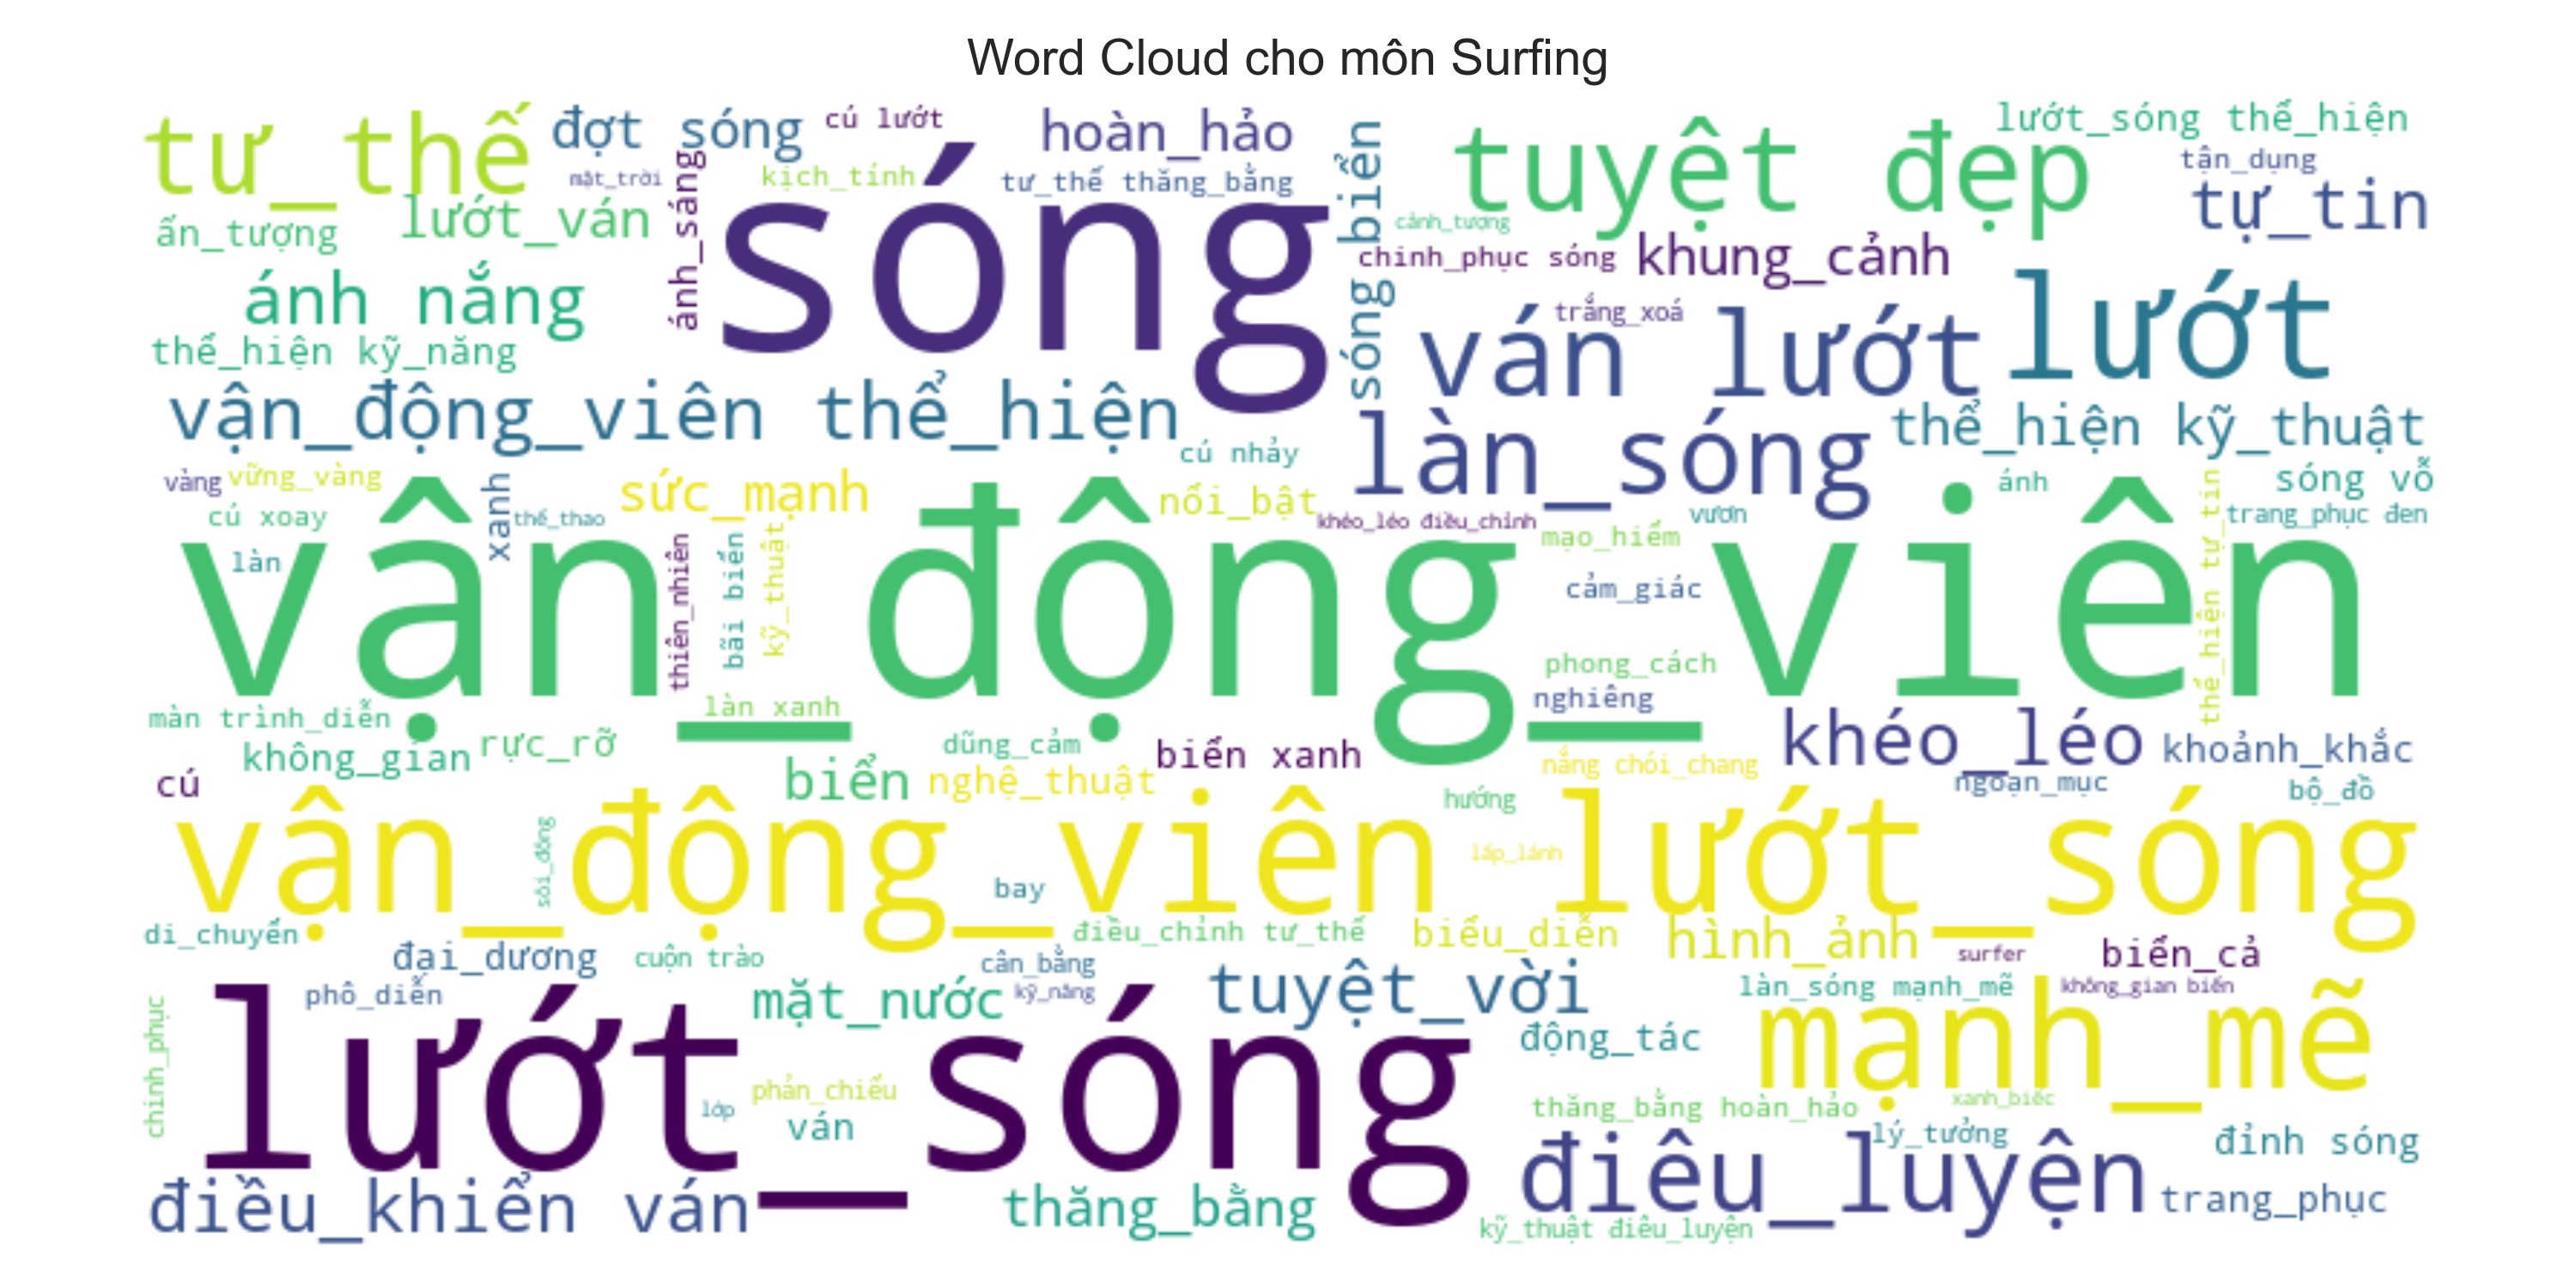 Word Cloud cho môn Surfing
tư_thế
đợt sóng
cú lướt
hoàn_hảo
tuyệt đẹp
lướt_sóng thể_hiện
tận_dụng
mặt_trời
kịch_tính
tư_thế thăng_bằng
tự_tin
ấn_tượng
lướt_ván
ánh_sáng
sóng
sóng biển
cảnh_tượng
chinh_phục sóng
khung_cảnh
ánh nắng
trắng_xoá
ván lướt
lướt
thể_hiện kỹ_năng
vận_động_viên thể_hiện
làn_sóng
thể_hiện kỹ_thuật
cú nhảy
vàng
vững_vàng
xanh
sức_mạnh
nổi_bật
ánh
sóng vỗ
cú xoay
thể_thao
khéo_léo điều_chỉnh
vươn
trang_phục đen
làn
vận_động_viên
thiên_nhiên
bãi biển
kỹ_thuật
mạo_hiểm
cảm_giác
thể_hiện tự_tin
phong_cách
nghiêng
làn xanh
màn trình_diễn
không_gian
rực_rỡ
dũng_cảm
biển xanh
khéo_léo
khoảnh_khắc
cú
biển
nghệ_thuật
nắng chói_chang
ngoạn_mục
bộ_đồ
hướng
vận_động_viên lướt_sóng
sôi_động
lấp_lánh
bay
di_chuyển
điều_chỉnh tư_thế
biểu_diễn
hình_ảnh
đại_dương
cuộn trào
cân_bằng
surfer
biển_cả
phô_diễn
mặt_nước
kỹ_năng
tuyệt_vời
làn_sóng mạnh_mẽ
không_gian biển
chinh_phục
lướt_sóng
động_tác
mạnh_mẽ
lớp
phản_chiếu
ván
thăng_bằng hoàn_hảo
xanh_biếc
lý_tưởng
đỉnh sóng
điều_khiển ván
thăng_bằng
điêu_luyện
trang_phục
kỹ_thuật điêu_luyện